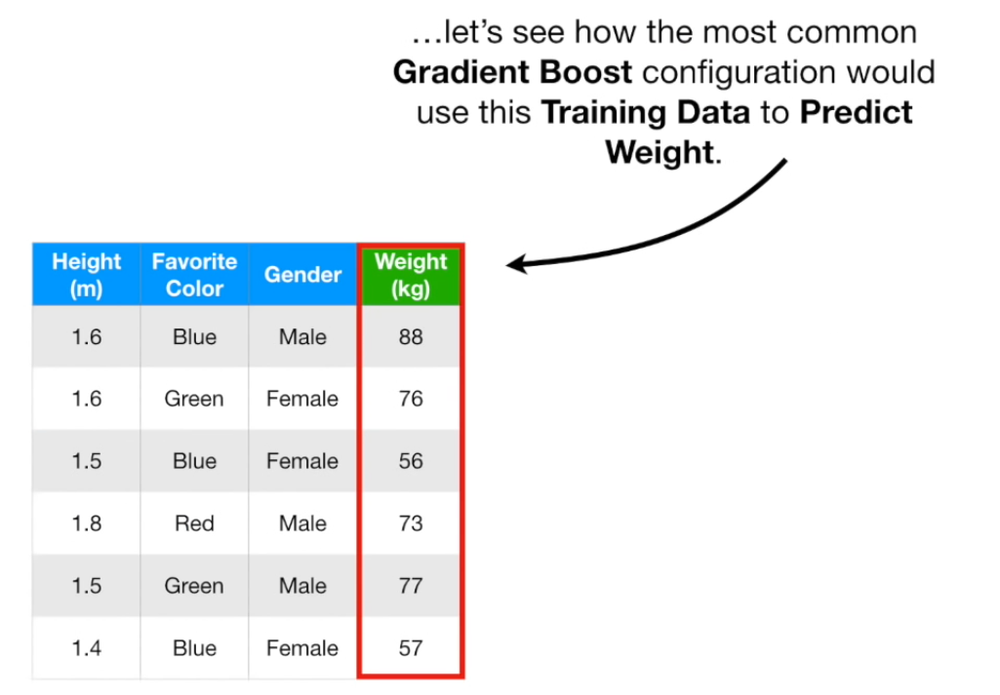 …let's see how the most common
Gradient Boost configuration would
use this Training Data to Predict
Weight.
Height (m) Favorite Color Gender Weight (kg)
1.6 Blue Male 88
1.6 Green Female 76
1.5 Blue Female 56
1.8 Red Male 73
1.5 Green Male 77
1.4 Blue Female 57